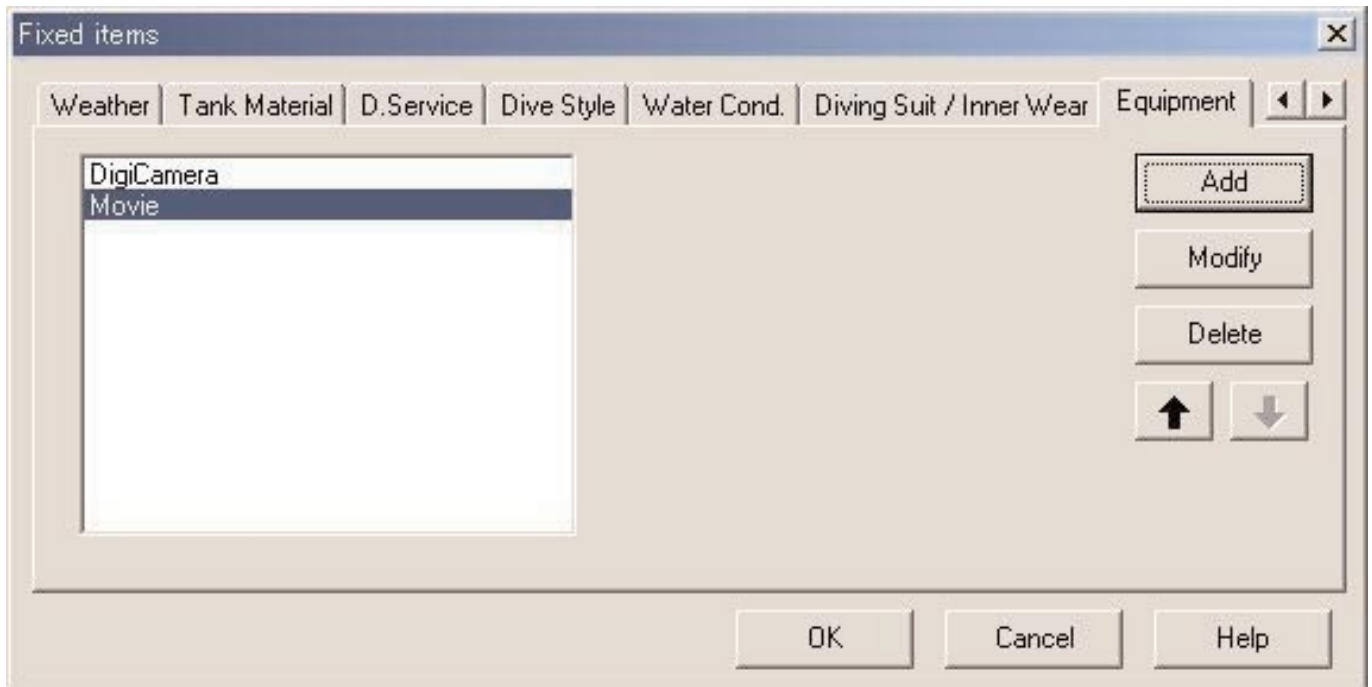 Fixed items
Weather Tank Material D.Service Dive Style Water Cond. Diving Suit / Inner Wear Equipment
DigiCamera
Movie
Add
Modify
Delete
OK Cancel Help